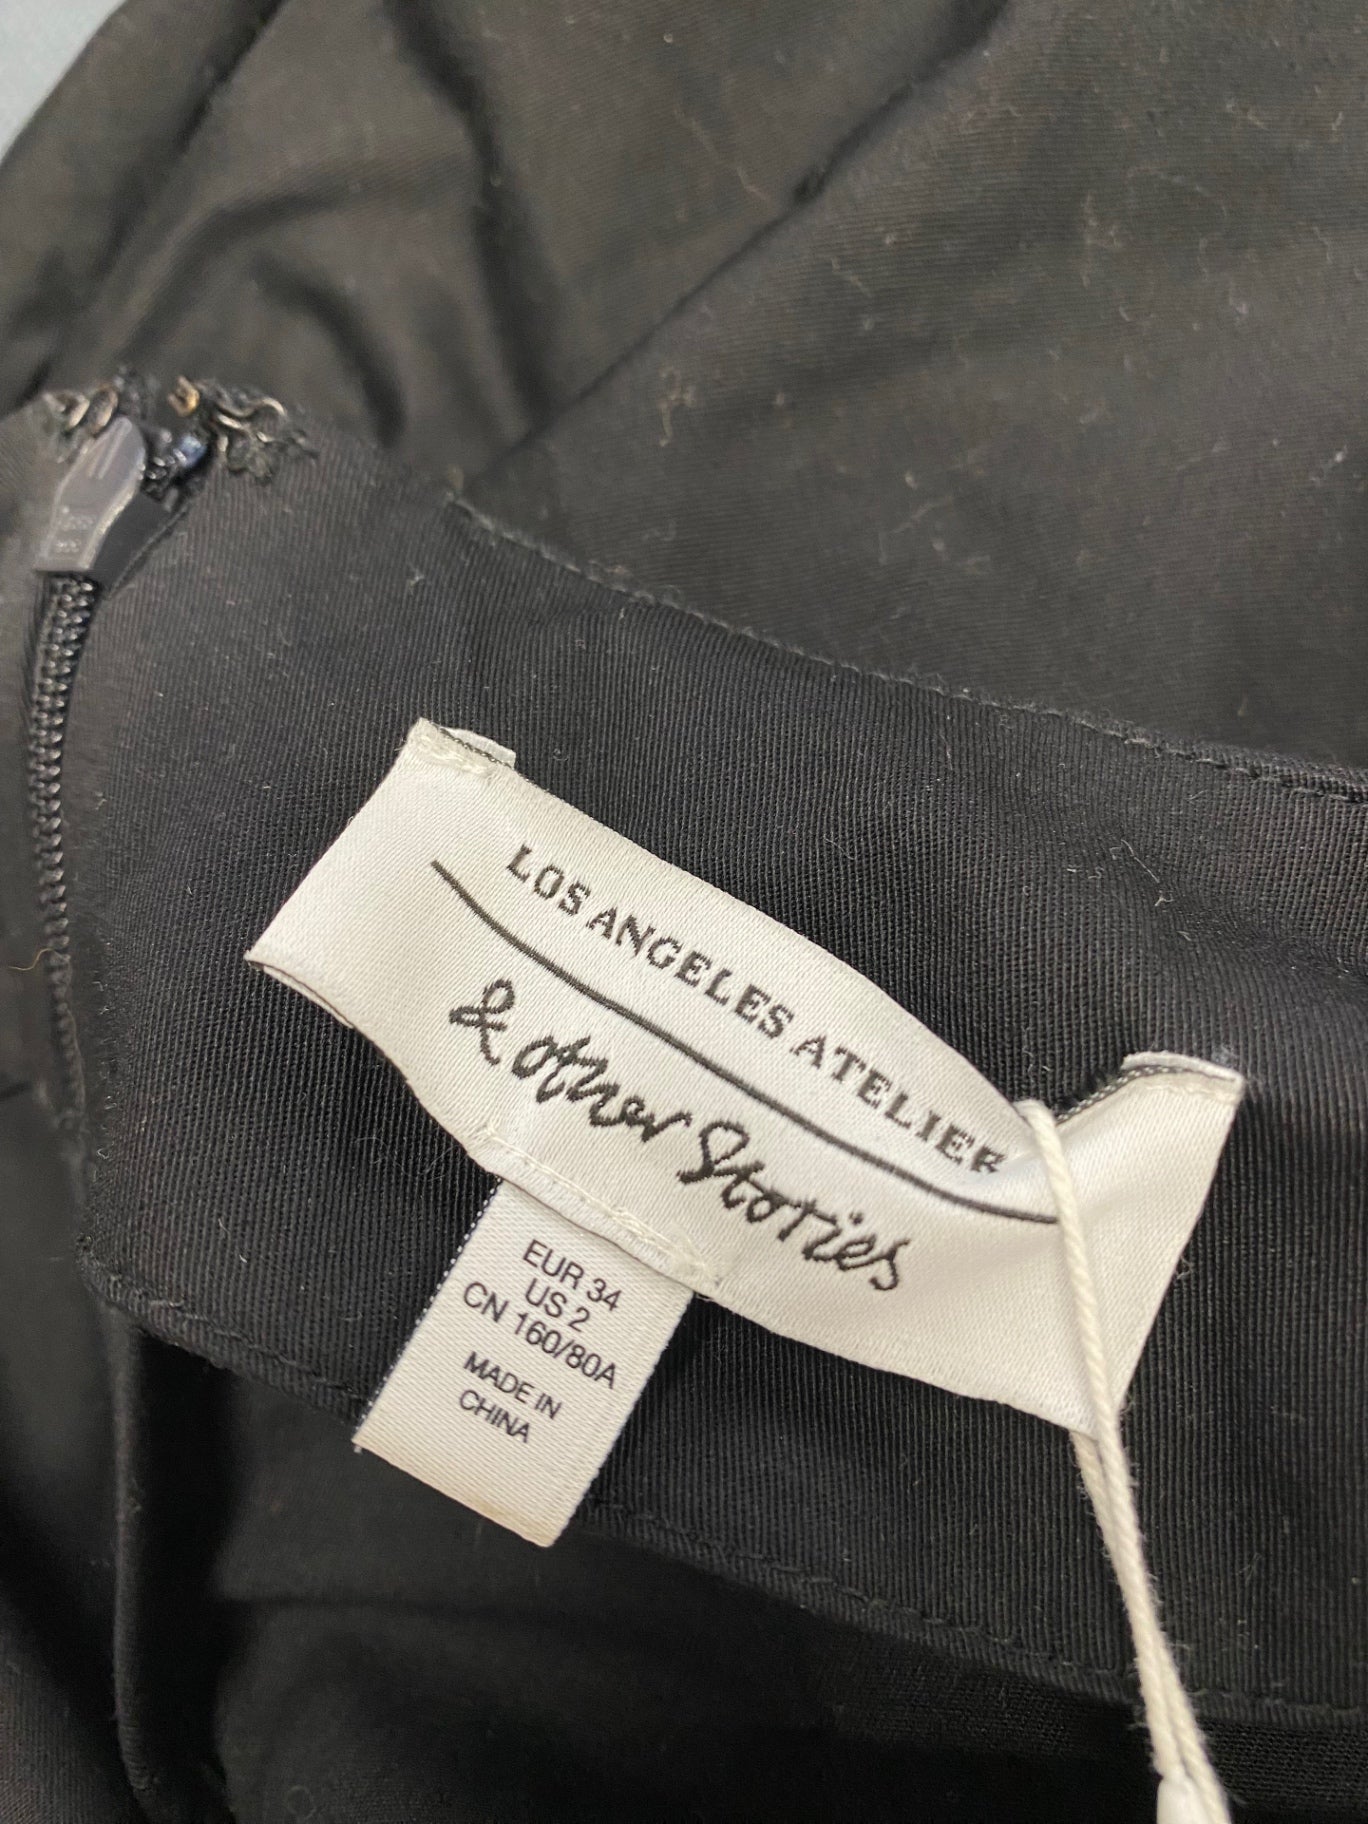 LOS ANGELES ATELIER
& other Stories
EUR 34
US 2
CN 160/80A
MADE IN
CHINA